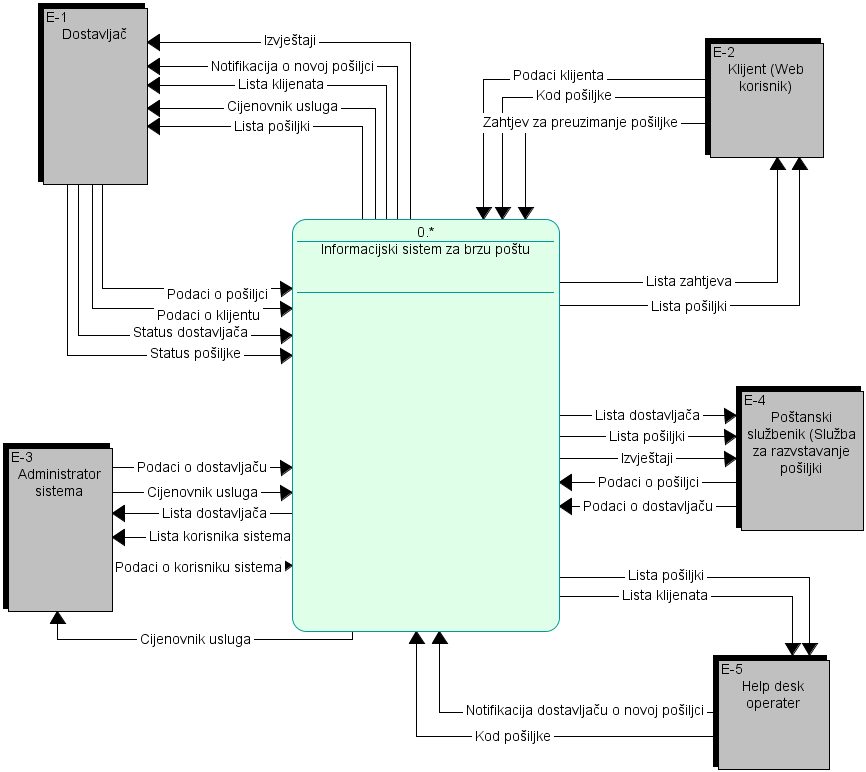 E-1
Dostavljač
Izvještaji
Notifikacija o novoj pošiljci
Lista klijenata
Cijenovnik usluga
Lista pošiljki
E-2
Klijent (Web
korisnik)
Podaci klijenta
Kod pošiljke
Zahtjev za preuzimanje pošiljke
0.*
Informacijski sistem za brzu poštu
Lista zahtjeva
Lista pošiljki
Podaci o pošiljci
Podaci o klijentu
Status dostavljača
Status pošiljke
E-4
Poštanski
službenik (Služba
za razvstavanje
pošiljki
Lista dostavljača
Lista pošiljki
Izvještaji
Podaci o pošiljci
Podaci o dostavljaču
E-3
Administrator
sistema
Podaci o dostavljaču
Cijenovnik usluga
Lista dostavljača
Lista korisnika sistema
Podaci o korisniku sistema
Cijenovnik usluga
Lista pošiljki
Lista klijenata
E-5
Help desk
operater
Notifikacija dostavljaču o novoj pošiljci
Kod pošiljke